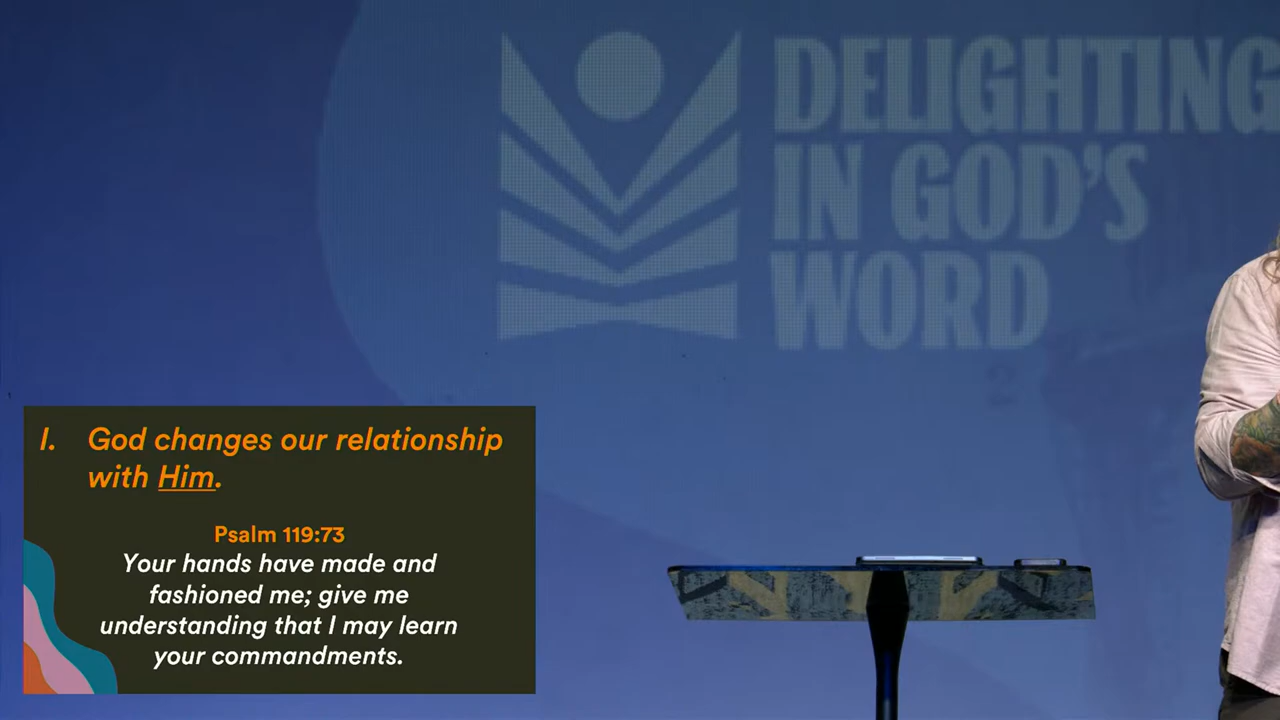 DELIGHTING
IN GOD'S
WORD
I. God changes our relationship
with Him.
Psalm 119:73
Your hands have made and
fashioned me; give me
understanding that I may learn
your commandments.